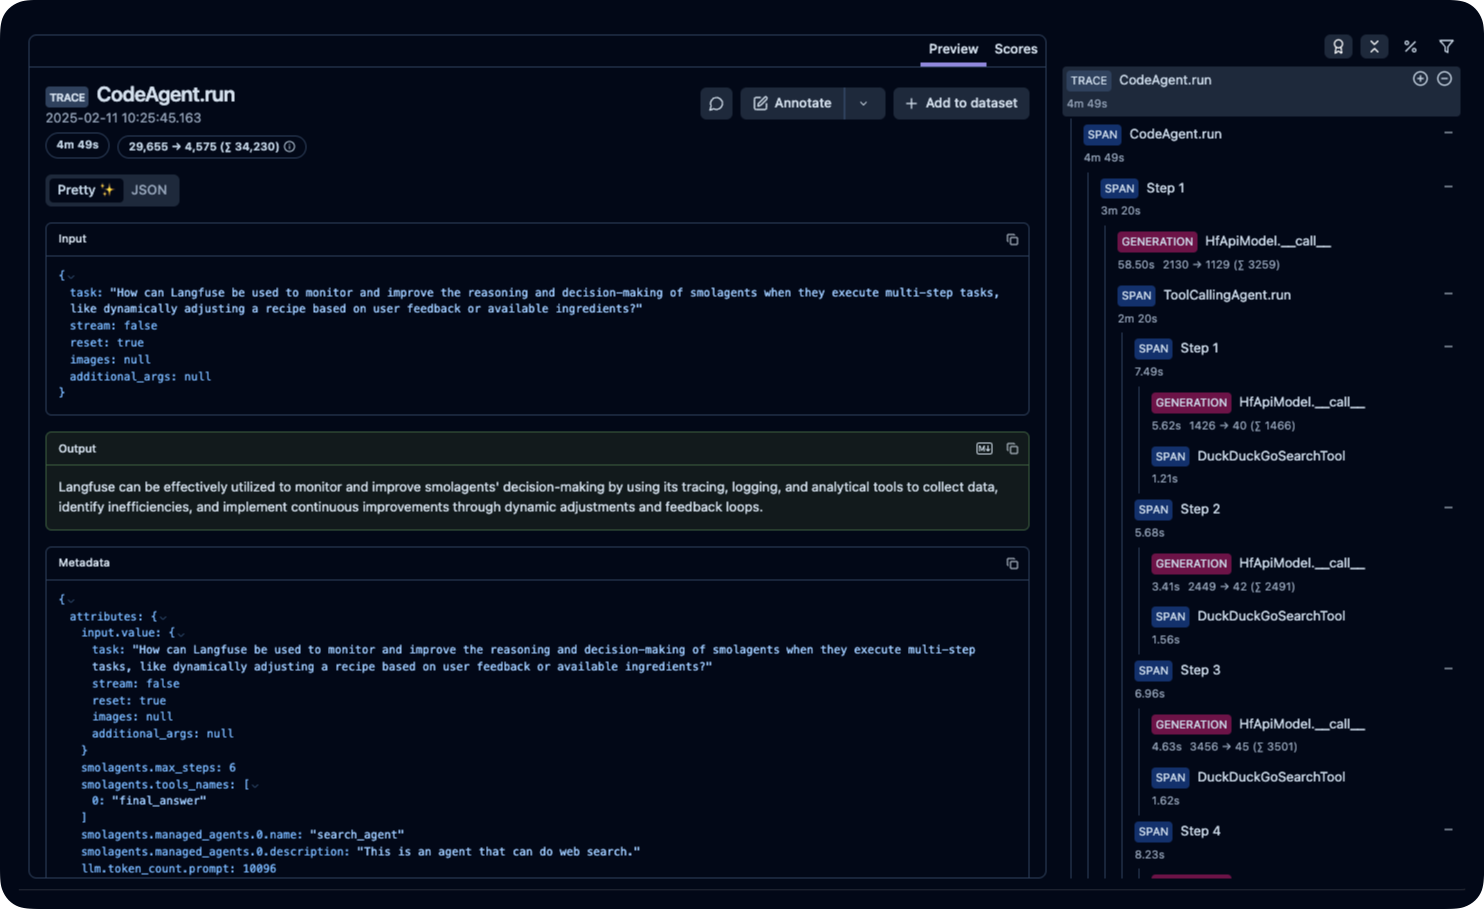 Preview Scores
TRACE CodeAgent.run
2025-02-11 10:25:45.163
4m 49s 29,655 → 4,575 (∑ 34,230)
Annotate
+ Add to dataset
Pretty ✨ JSON
Input
{
task: "How can Langfuse be used to monitor and improve the reasoning and decision-making of smolagents when they execute multi-step tasks,
like dynamically adjusting a recipe based on user feedback or available ingredients?"
stream: false
reset: true
images: null
additional_args: null
}
Output
Langfuse can be effectively utilized to monitor and improve smolagents' decision-making by using its tracing, logging, and analytical tools to collect data,
identify inefficiencies, and implement continuous improvements through dynamic adjustments and feedback loops.
Metadata
{
attributes: {
input.value: {
task: "How can Langfuse be used to monitor and improve the reasoning and decision-making of smolagents when they execute multi-step
tasks, like dynamically adjusting a recipe based on user feedback or available ingredients?"
stream: false
reset: true
images: null
additional_args: null
}
smolagents.max_steps: 6
smolagents.tools_names: [
0: "final_answer"
]
smolagents.managed_agents.0.name: "search_agent"
smolagents.managed_agents.0.description: "This is an agent that can do web search."
llm.token_count.prompt: 10096
TRACE CodeAgent.run
4m 49s
SPAN CodeAgent.run
4m 49s
SPAN Step 1
3m 20s
GENERATION HfApiModel.__call__
58.50s 2130 → 1129 (∑ 3259)
SPAN ToolCallingAgent.run
2m 20s
SPAN Step 1
7.49s
GENERATION HfApiModel.__call__
5.62s 1426 → 40 (∑ 1466)
SPAN DuckDuckGoSearchTool
1.21s
SPAN Step 2
5.68s
GENERATION HfApiModel.__call__
3.41s 2449 → 42 (∑ 2491)
SPAN DuckDuckGoSearchTool
1.56s
SPAN Step 3
6.96s
GENERATION HfApiModel.__call__
4.63s 3456 → 45 (∑ 3501)
SPAN DuckDuckGoSearchTool
1.62s
SPAN Step 4
8.23s